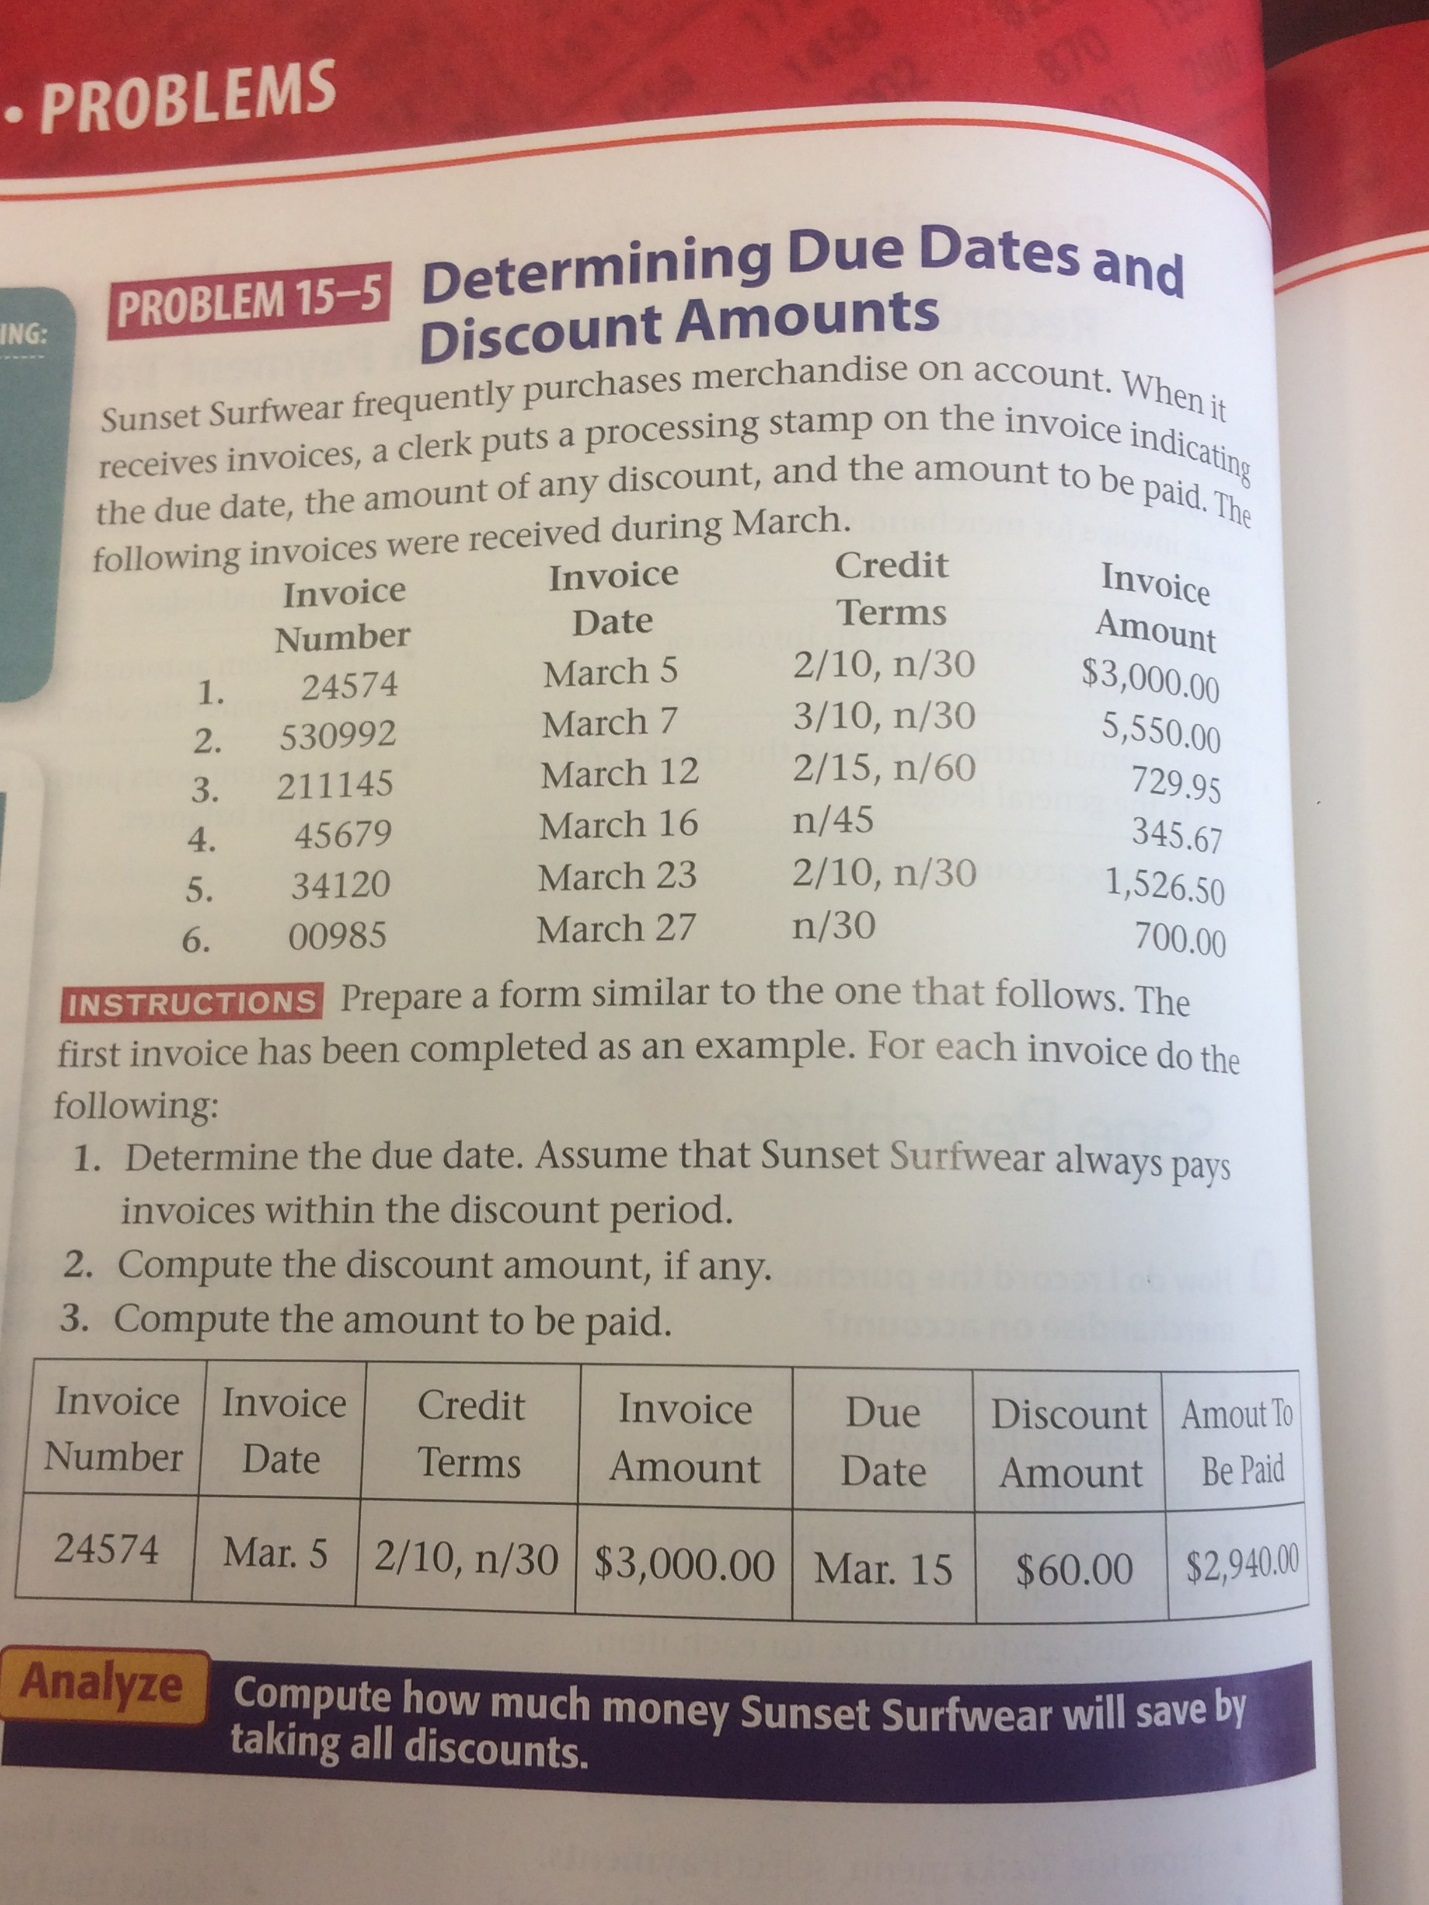 • PROBLEMS
ING:
PROBLEM 15–5 Determining Due Dates and
Discount Amounts
Sunset Surfwear frequently purchases merchandise on account. When it
receives invoices, a clerk puts a processing stamp on the invoice indicating
the due date, the amount of any discount, and the amount to be paid. The
following invoices were received during March.
Invoice Invoice Credit Invoice
Number Date Terms Amount
1. 24574 March 5 2/10, n/30 $3,000.00
2. 530992 March 7 3/10, n/30 5,550.00
3. 211145 March 12 2/15, n/60 729.95
4. 45679 March 16 n/45 345.67
5. 34120 March 23 2/10, n/30 1,526.50
6. 00985 March 27 n/30 700.00
INSTRUCTIONS Prepare a form similar to the one that follows. The
first invoice has been completed as an example. For each invoice do the
following:
1. Determine the due date. Assume that Sunset Surfwear always pays
invoices within the discount period.
2. Compute the discount amount, if any.
3. Compute the amount to be paid.
Invoice Invoice Credit Invoice Due Discount Amout To
Number Date Terms Amount Date Amount Be Paid
24574 Mar. 5 2/10, n/30 $3,000.00 Mar. 15 $60.00 $2,940.00
Analyze Compute how much money Sunset Surfwear will save by
taking all discounts.